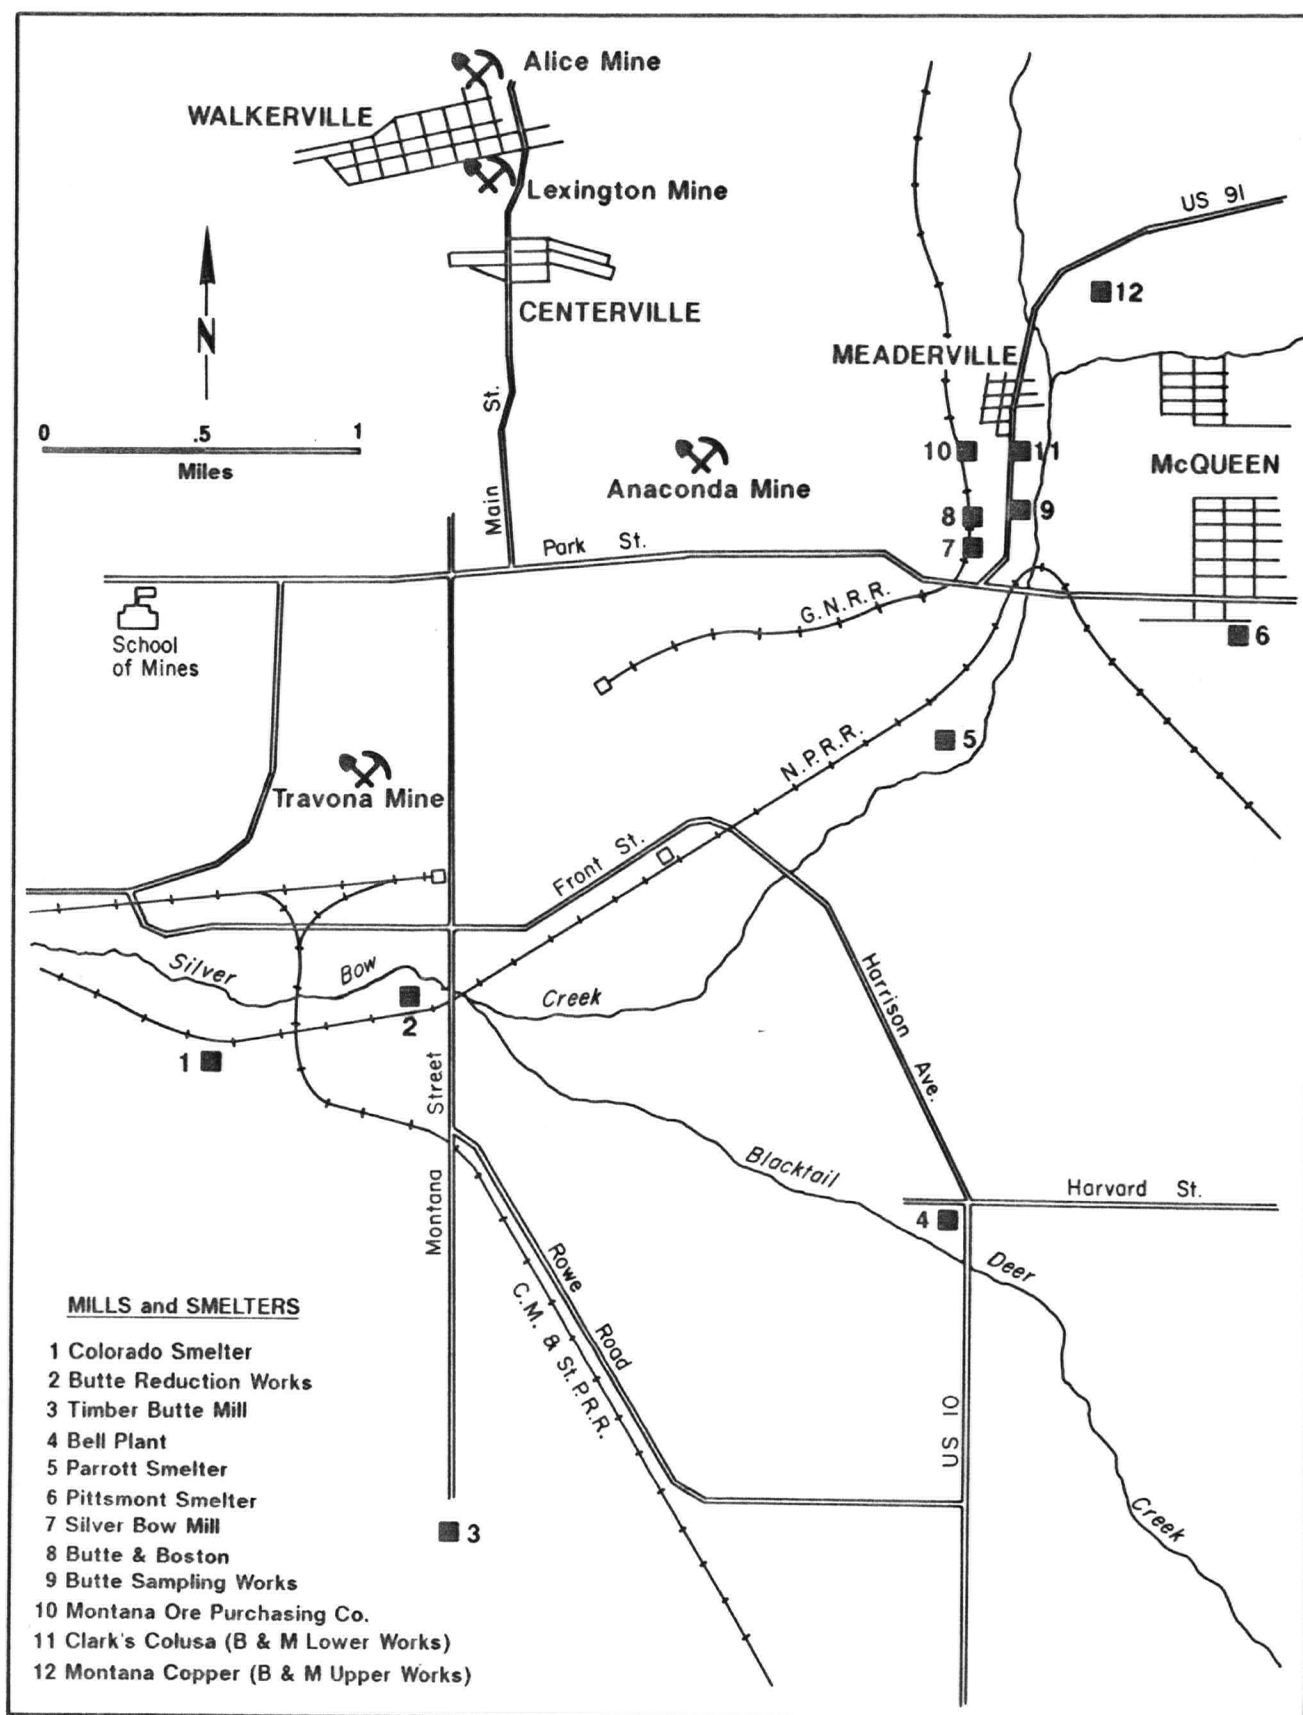 Alice Mine
WALKERVILLE
Lexington Mine
US 91
12
N
CENTERVILLE
MEADERVILLE
0 .5 1
Miles
Main St.
10
11
McQUEEN
Anaconda Mine
8
9
7
Park St.
G.N.R.R.
School
of Mines
6
N.P.R.R.
5
Travona Mine
Front St.
Silver Bow Creek
Harrison Ave.
2
1
Montana Street
Blacktail Deer Creek
Harvard St.
4
Rowe Road
C.M. & St.P.R.R.
US 10
3
MILLS and SMELTERS
1 Colorado Smelter
2 Butte Reduction Works
3 Timber Butte Mill
4 Bell Plant
5 Parrott Smelter
6 Pittsmont Smelter
7 Silver Bow Mill
8 Butte & Boston
9 Butte Sampling Works
10 Montana Ore Purchasing Co.
11 Clark's Colusa (B & M Lower Works)
12 Montana Copper (B & M Upper Works)